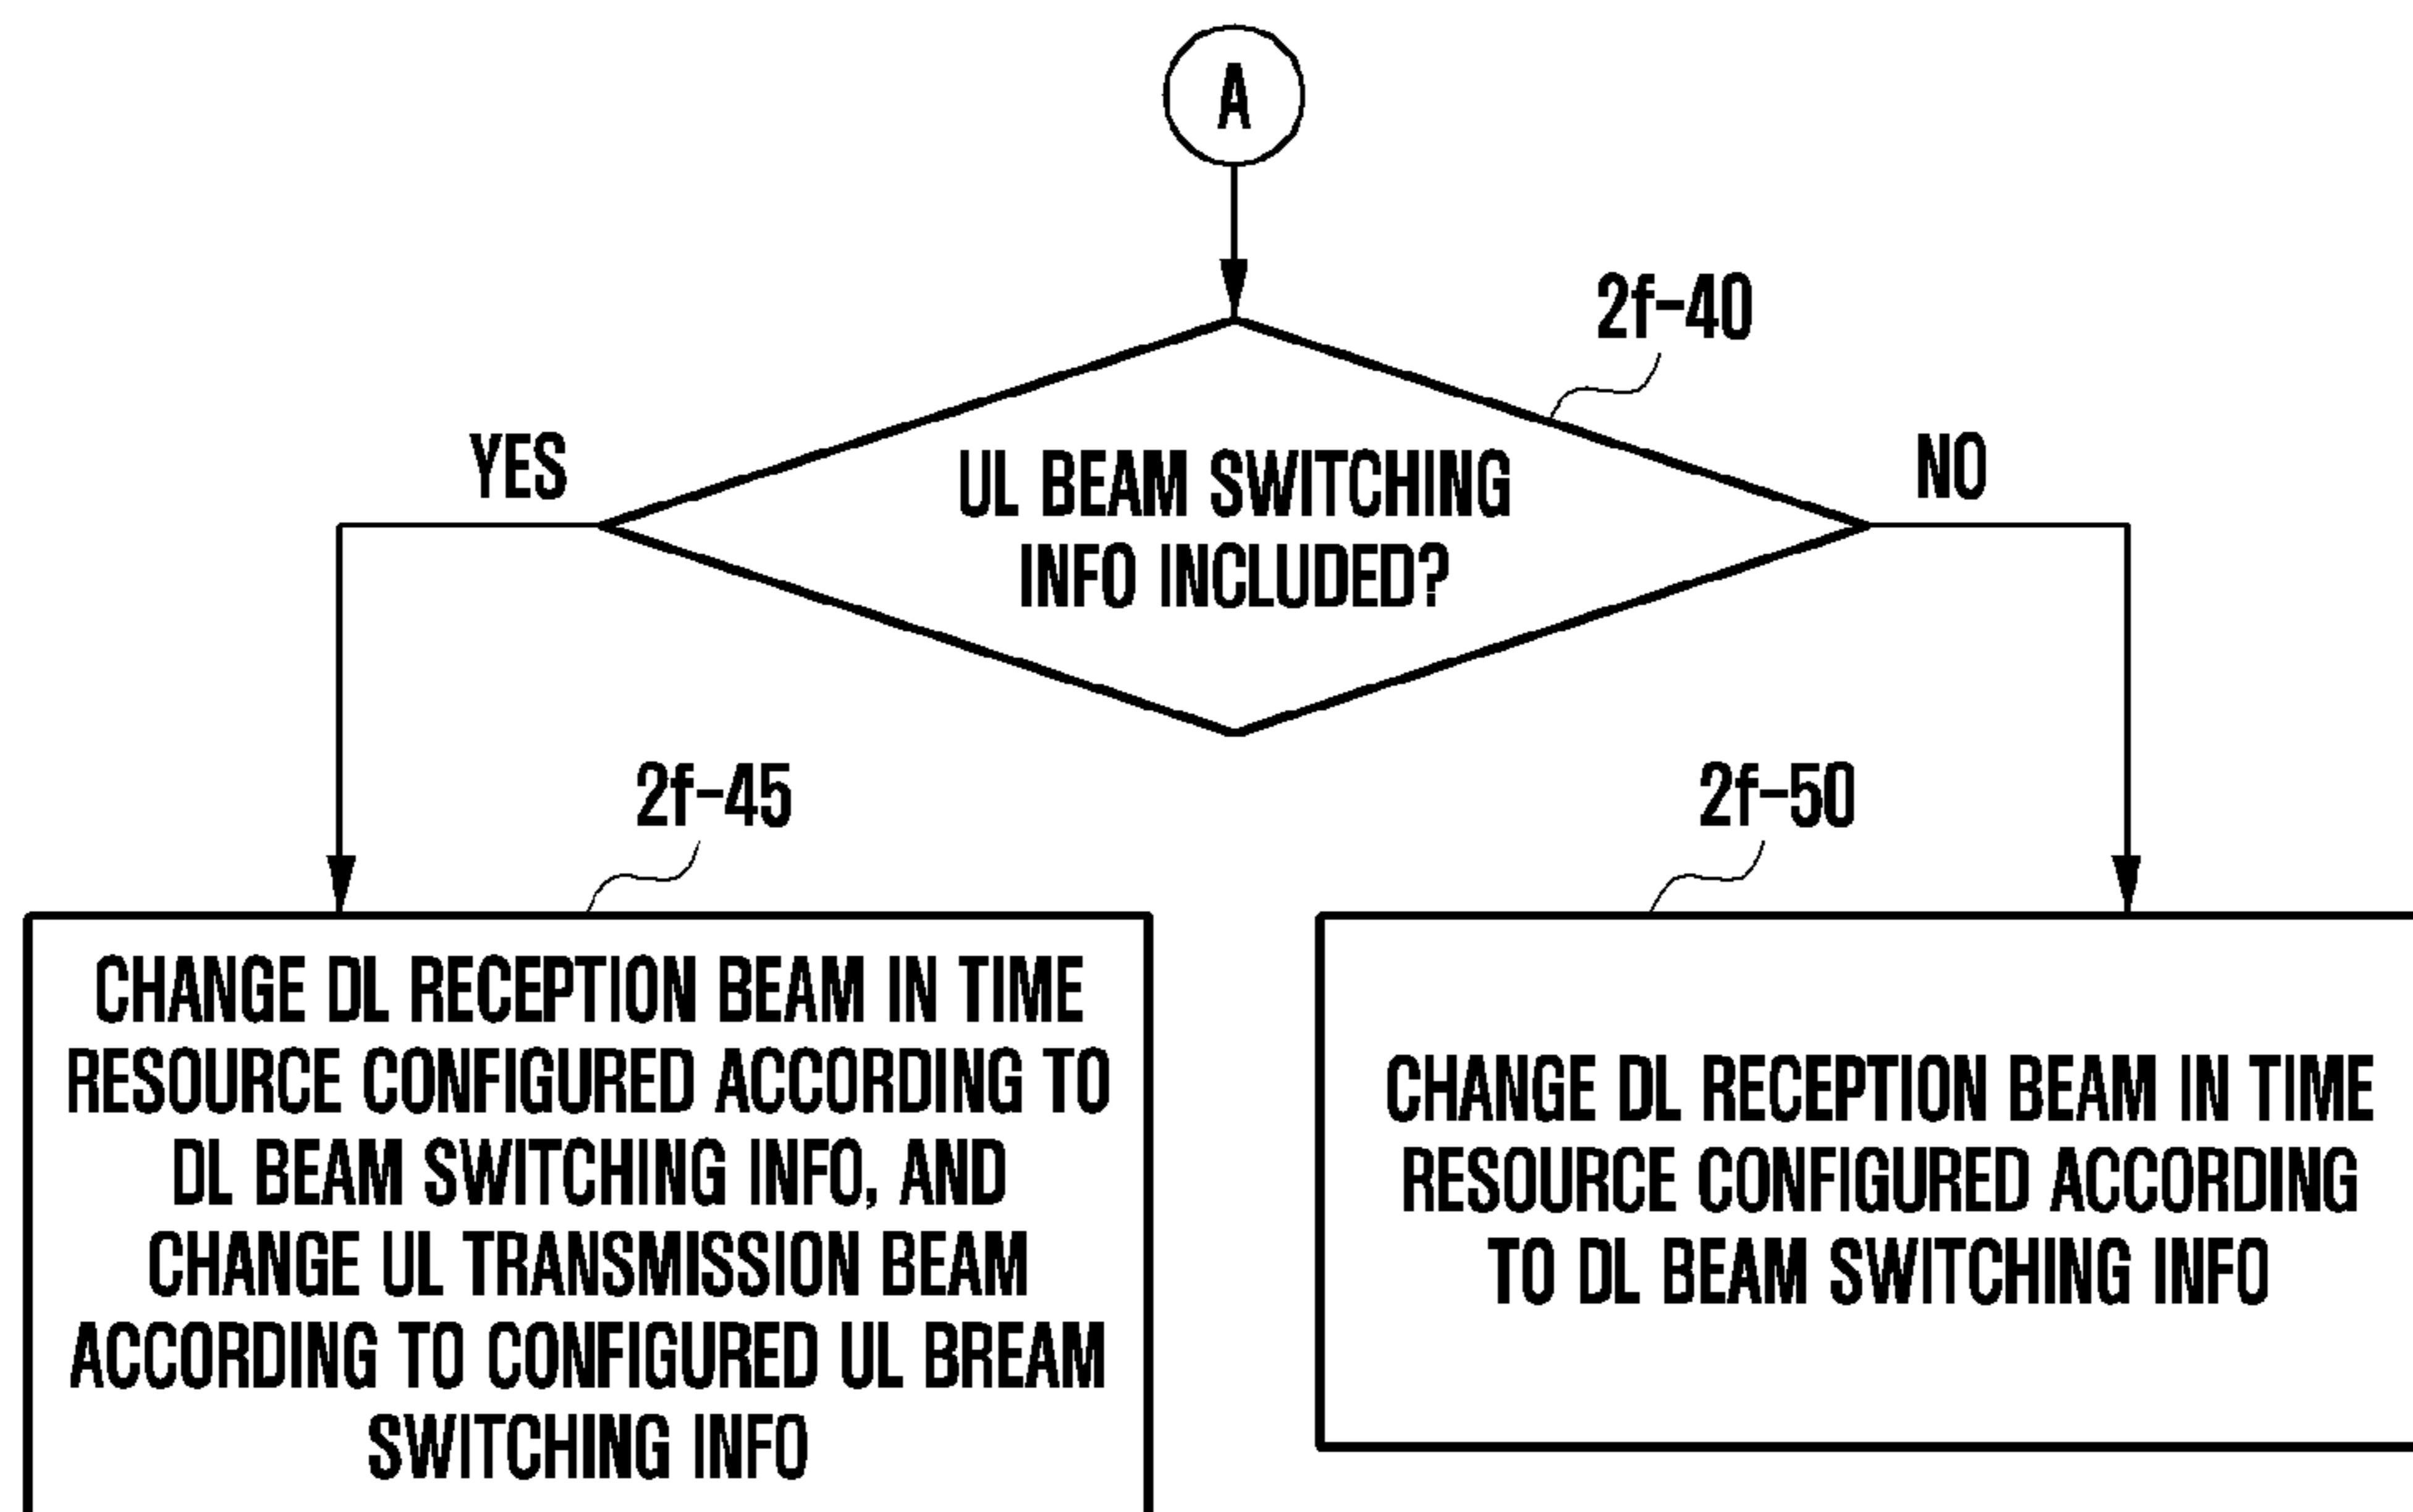 A
2f-40
YES
NO
UL BEAM SWITCHING
INFO INCLUDED?
2f-45
2f-50
CHANGE DL RECEPTION BEAM IN TIME
RESOURCE CONFIGURED ACCORDING TO
DL BEAM SWITCHING INFO, AND
CHANGE UL TRANSMISSION BEAM
ACCORDING TO CONFIGURED UL BREAM
SWITCHING INFO
CHANGE DL RECEPTION BEAM IN TIME
RESOURCE CONFIGURED ACCORDING
TO DL BEAM SWITCHING INFO